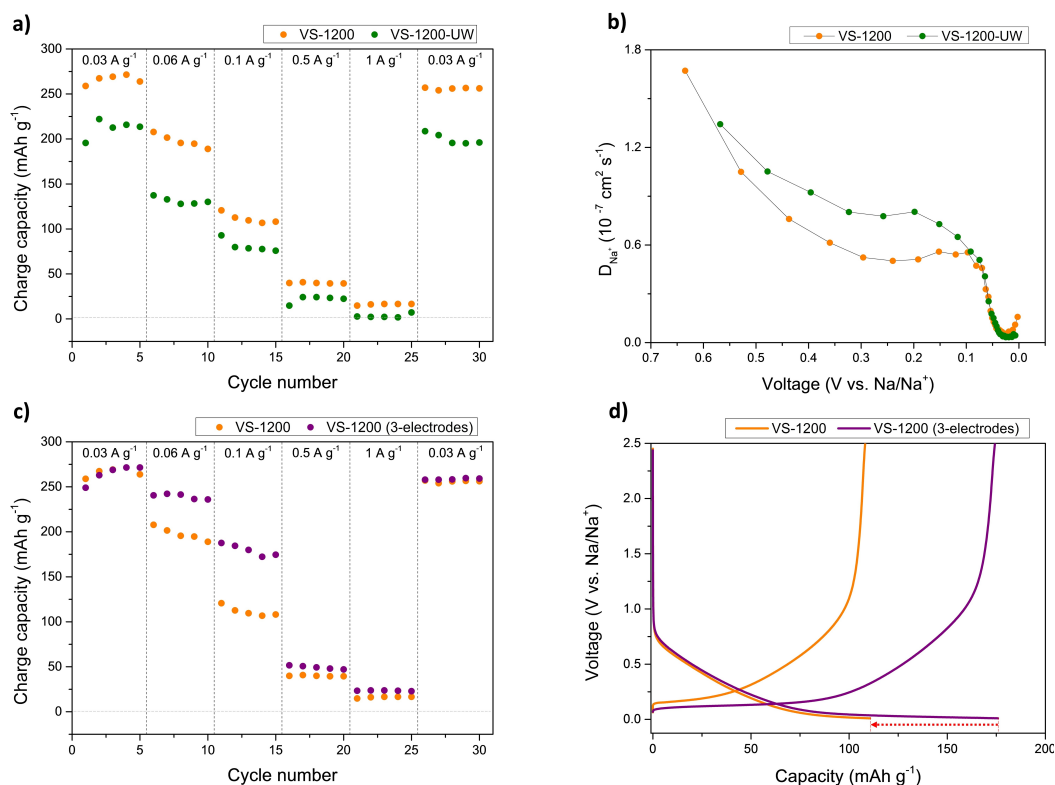 a)
VS-1200 VS-1200-UW
0.03 A g⁻¹ 0.06 A g⁻¹ 0.1 A g⁻¹ 0.5 A g⁻¹ 1 A g⁻¹ 0.03 A g⁻¹
300
250
200
150
100
50
0
Charge capacity (mAh g⁻¹)
0 5 10 15 20 25 30
Cycle number
b)
VS-1200 VS-1200-UW
1.8
1.2
0.6
0.0
D_Na⁺ (10⁻⁷ cm² s⁻¹)
0.7 0.6 0.5 0.4 0.3 0.2 0.1 0.0
Voltage (V vs. Na/Na⁺)
c)
VS-1200 VS-1200 (3-electrodes)
0.03 A g⁻¹ 0.06 A g⁻¹ 0.1 A g⁻¹ 0.5 A g⁻¹ 1 A g⁻¹ 0.03 A g⁻¹
300
250
200
150
100
50
0
Charge capacity (mAh g⁻¹)
0 5 10 15 20 25 30
Cycle number
d)
VS-1200 VS-1200 (3-electrodes)
2.5
2.0
1.5
1.0
0.5
0.0
Voltage (V vs. Na/Na⁺)
0 50 100 150 200
Capacity (mAh g⁻¹)